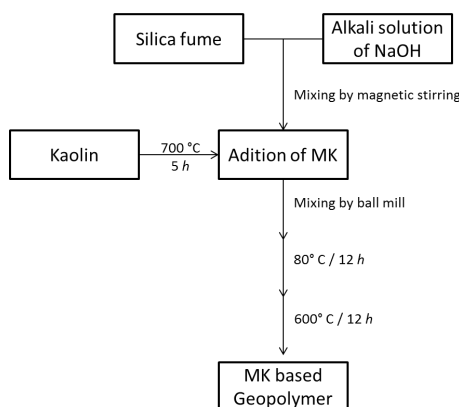 Silica fume
Alkali solution
of NaOH
Mixing by magnetic stirring
Kaolin
700 °C
5 h
Adition of MK
Mixing by ball mill
80° C / 12 h
600° C / 12 h
MK based
Geopolymer